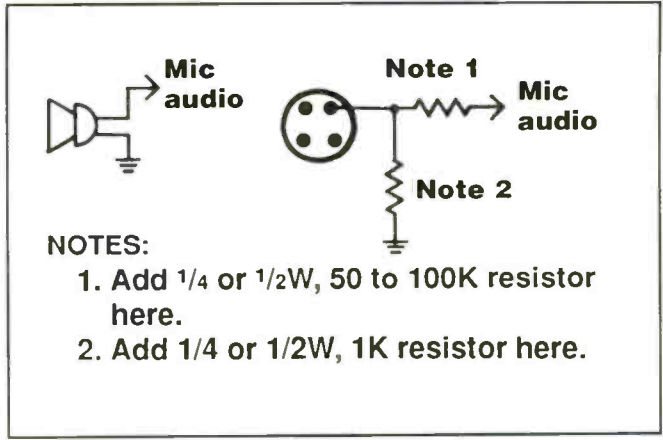 Mic
audio
Note 1
Mic
audio
Note 2
NOTES:
1. Add 1/4 or 1/2W, 50 to 100K resistor
here.
2. Add 1/4 or 1/2W, 1K resistor here.